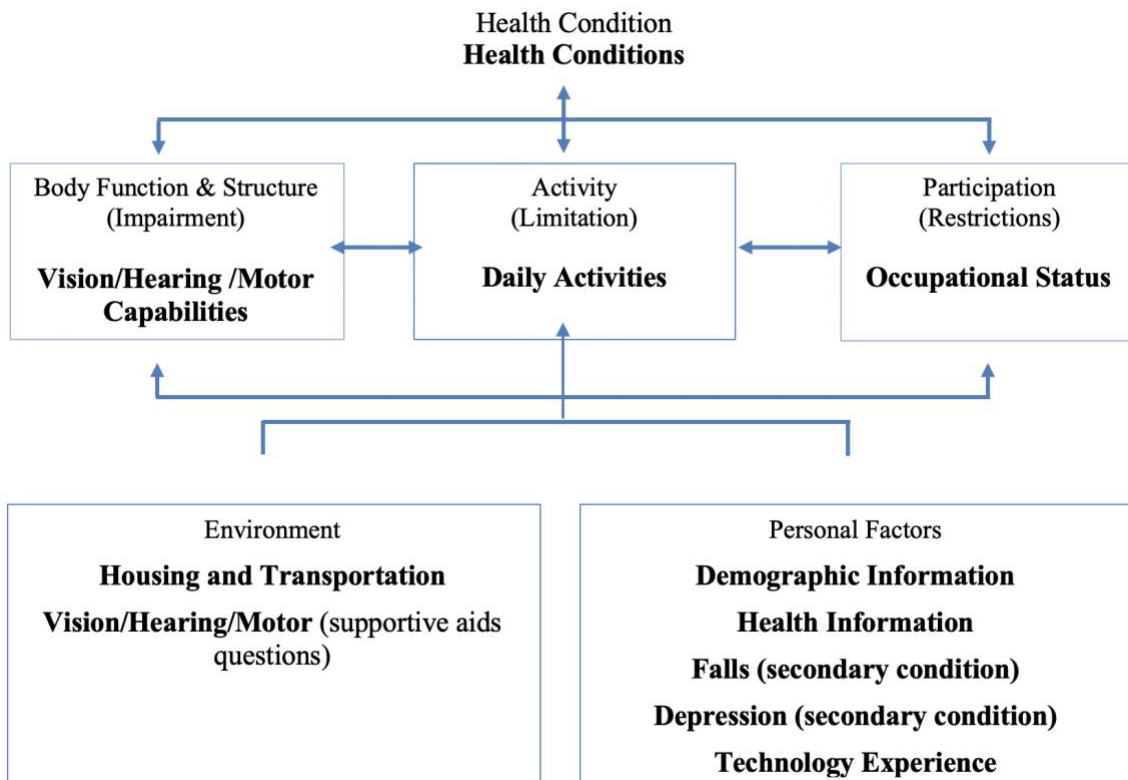 Health Condition
Health Conditions
Body Function & Structure
(Impairment)
Vision/Hearing /Motor
Capabilities
Activity
(Limitation)
Daily Activities
Participation
(Restrictions)
Occupational Status
Environment
Housing and Transportation
Vision/Hearing/Motor (supportive aids
questions)
Personal Factors
Demographic Information
Health Information
Falls (secondary condition)
Depression (secondary condition)
Technology Experience